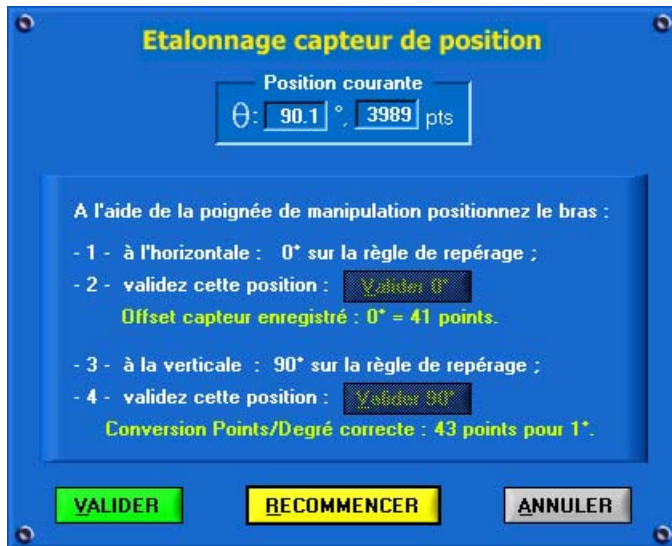 Etalonnage capteur de position
Position courante
θ: 90.1 °, 3989 pts
A l'aide de la poignée de manipulation positionnez le bras :
- 1 - à l'horizontale : 0° sur la règle de repérage ;
- 2 - validez cette position : Valider 0°
Offset capteur enregistré : 0° = 41 points.
- 3 - à la verticale : 90° sur la règle de repérage ;
- 4 - validez cette position : Valider 90°
Conversion Points/Degré correcte : 43 points pour 1°.
VALIDER RECOMMENCER ANNULER